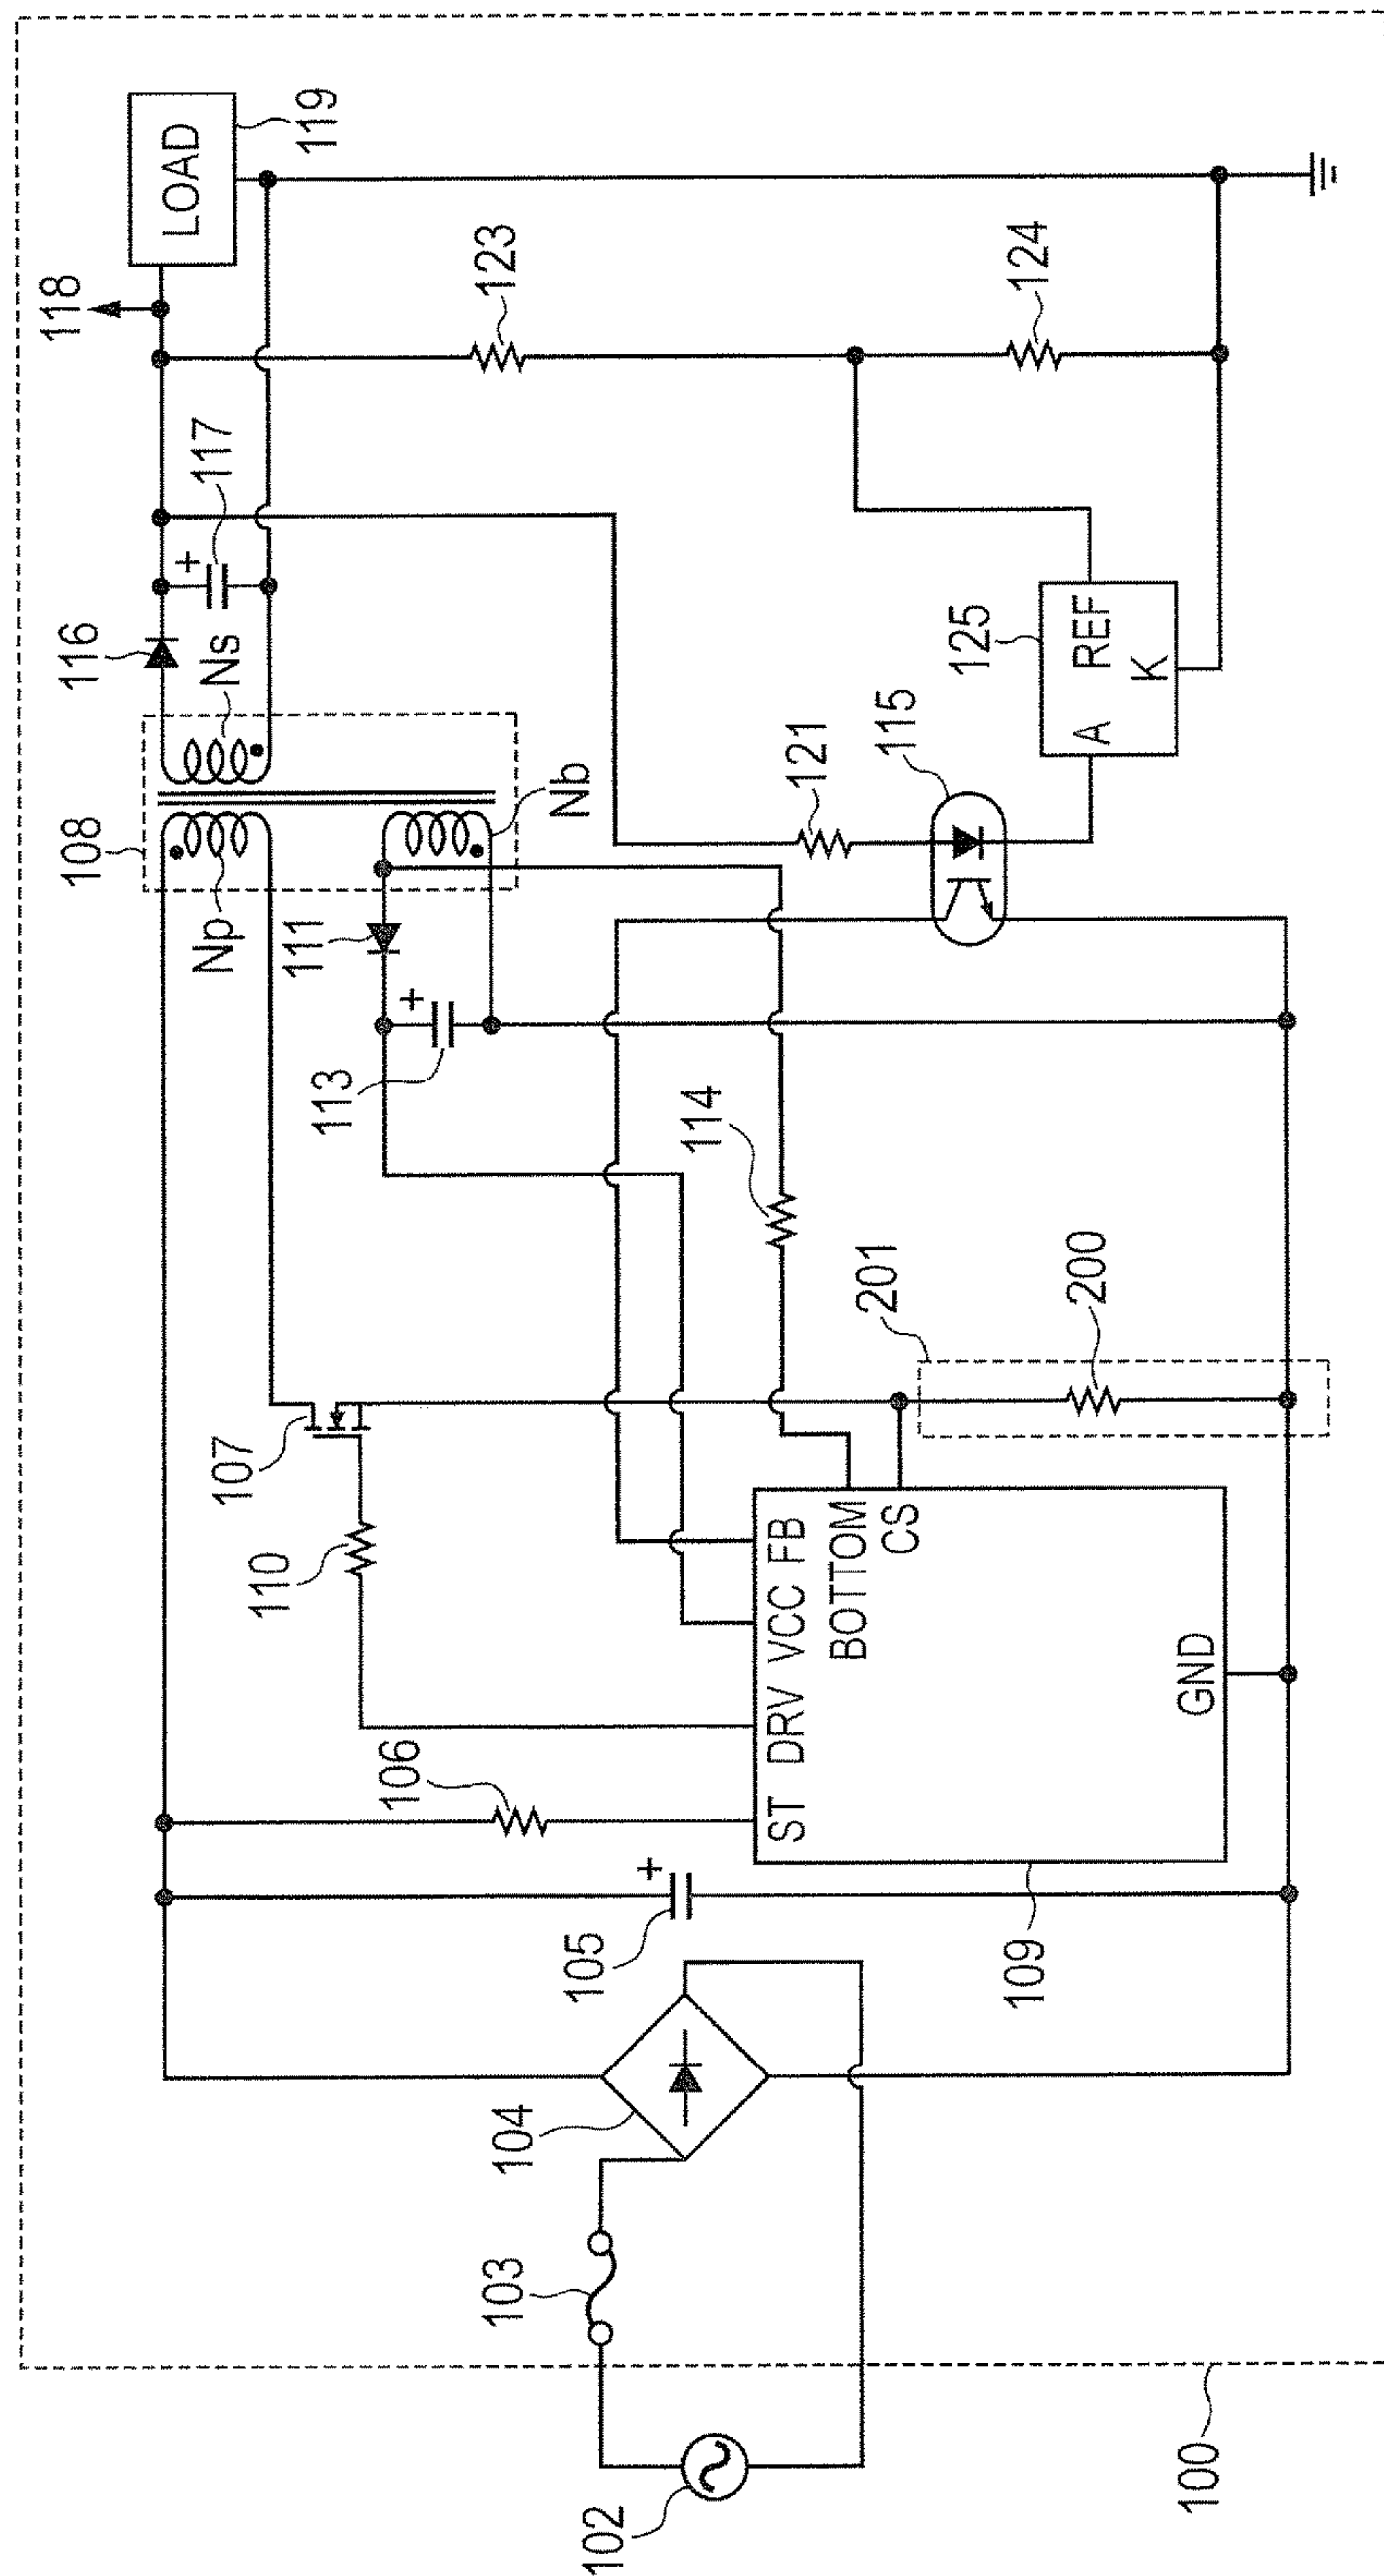 118
LOAD
119
116
Ns
117
108
Np
111
Nb
113
123
124
107
110
114
121
115
125
REF
A
K
106
201
200
ST DRV VCC FB
BOTTOM
CS
GND
109
105
104
103
102
100